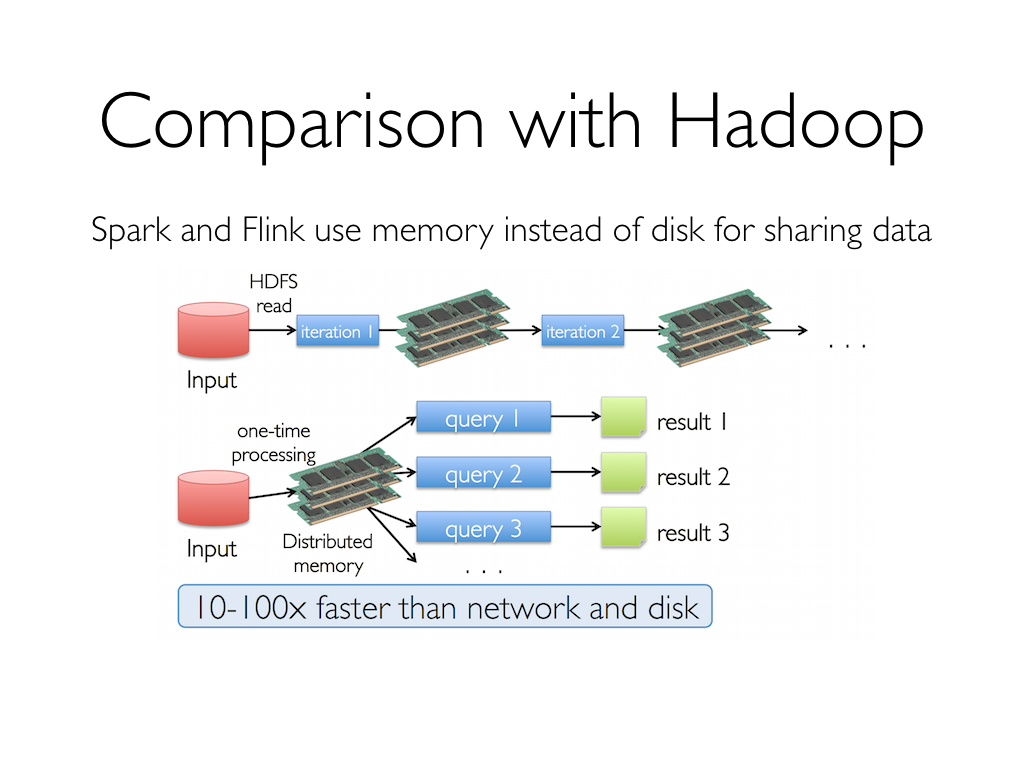 Comparison with Hadoop
Spark and Flink use memory instead of disk for sharing data
HDFS
read
iteration 1
iteration 2
. . .
Input
one-time
processing
query 1
result 1
query 2
result 2
query 3
result 3
Input
Distributed
memory
. . .
10-100x faster than network and disk